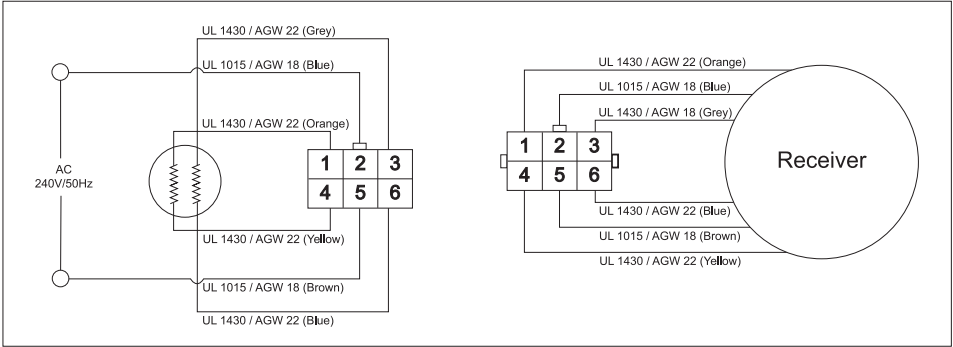 UL 1430 / AGW 22 (Grey)
UL 1015 / AGW 18 (Blue)
UL 1430 / AGW 22 (Orange)
AC
240V/50Hz
1 2 3
4 5 6
UL 1430 / AGW 22 (Yellow)
UL 1015 / AGW 18 (Brown)
UL 1430 / AGW 22 (Blue)
UL 1430 / AGW 22 (Orange)
UL 1015 / AGW 18 (Blue)
UL 1430 / AGW 18 (Grey)
1 2 3
4 5 6
Receiver
UL 1430 / AGW 22 (Blue)
UL 1015 / AGW 18 (Brown)
UL 1430 / AGW 22 (Yellow)